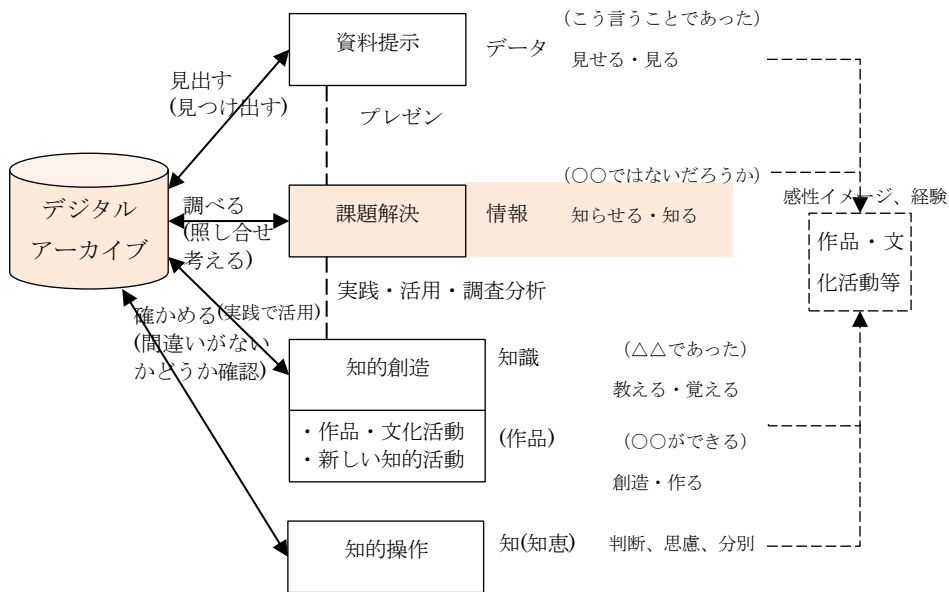 資料提示
データ
(こう言うことであった)
見せる・見る
見出す
(見つけ出す)
プレゼン
デジタル
アーカイブ
調べる
(照し合せ
考える)
課題解決
情報
(○○ではないだろうか)
知らせる・知る
感性イメージ、経験
作品・文
化活動等
実践・活用・調査分析
確かめる(実践で活用)
(間違いがない
かどうか確認)
知的創造
知識
(△△であった)
教える・覚える
・作品・文化活動
・新しい知的活動
(作品)
(○○ができる)
創造・作る
知的操作
知(知恵)
判断、思慮、分別